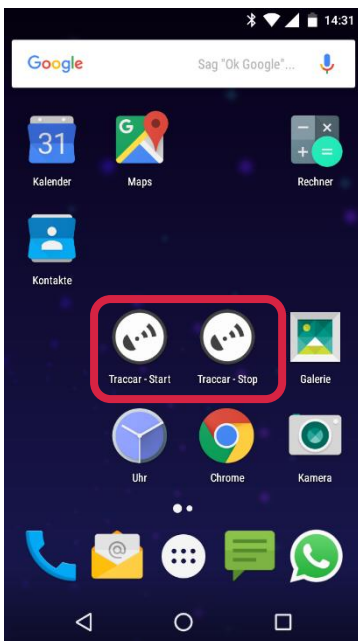 14:31
Google Sag "Ok Google"...
31 G
Kalender Maps Rechner
Kontakte
Traccar - Start Traccar - Stop Galerie
Uhr Chrome Kamera
@